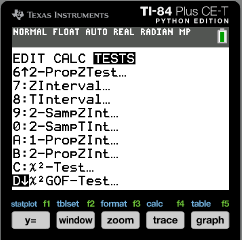 TEXAS INSTRUMENTS TI-84 Plus CE-T
PYTHON EDITION
NORMAL FLOAT AUTO REAL RADIAN MP
EDIT CALC TESTS
6↑2-PropZTest…
7:ZInterval…
8:TInterval…
9:2-SampZInt…
0:2-SampTInt…
A:1-PropZInt…
B:2-PropZInt…
C:χ²-Test…
D↓χ²GOF-Test…
statplot f1 tblset f2 format f3 calc f4 table f5
y= window zoom trace graph